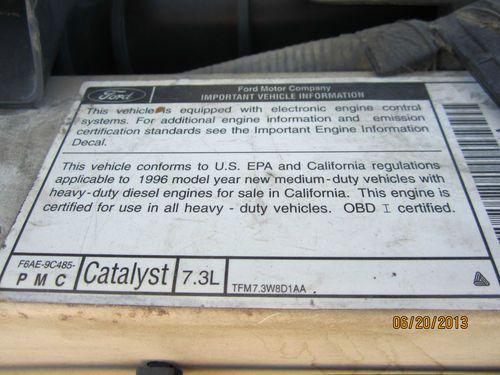 Ford
Ford Motor Company
IMPORTANT VEHICLE INFORMATION
This vehicle is equipped with electronic engine control
systems. For additional engine information and emission
certification standards see the Important Engine Information
Decal.
This vehicle conforms to U.S. EPA and California regulations
applicable to 1996 model year new medium-duty vehicles with
heavy-duty diesel engines for sale in California. This engine is
certified for use in all heavy - duty vehicles. OBD I certified.
F6AE-9C485-
P M C
Catalyst
7.3L
TFM7.3W8D1AA
06/20/2013